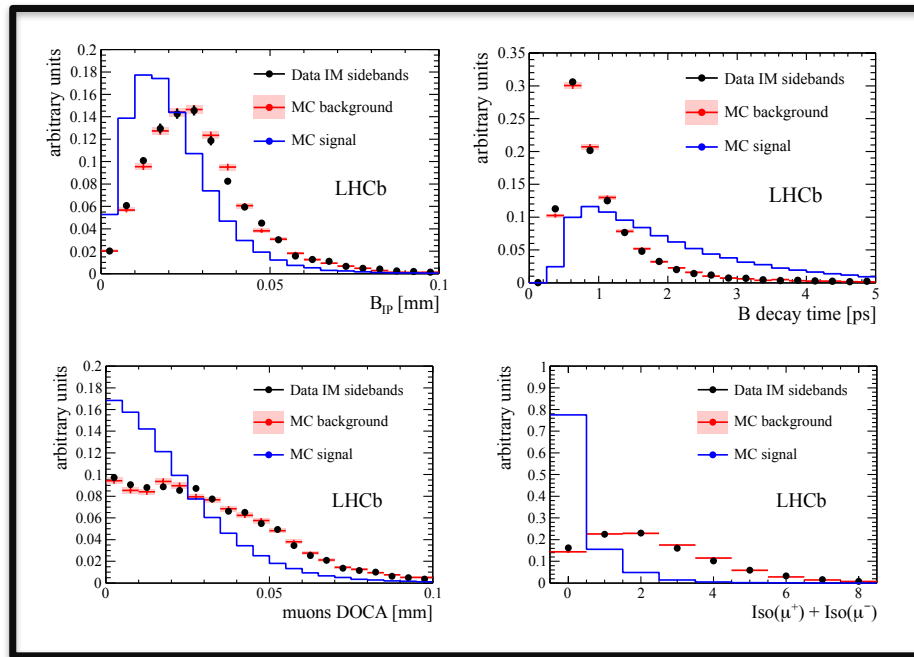 arbitrary units
0.2
0.18
0.16
0.14
0.12
0.1
0.08
0.06
0.04
0.02
0
0 0.05 0.1
B_IP [mm]
Data IM sidebands
MC background
MC signal
LHCb
arbitrary units
0.35
0.3
0.25
0.2
0.15
0.1
0.05
0
0 1 2 3 4 5
B decay time [ps]
Data IM sidebands
MC background
MC signal
LHCb
arbitrary units
0.2
0.18
0.16
0.14
0.12
0.1
0.08
0.06
0.04
0.02
0
0 0.05 0.1
muons DOCA [mm]
Data IM sidebands
MC background
MC signal
LHCb
arbitrary units
1
0.9
0.8
0.7
0.6
0.5
0.4
0.3
0.2
0.1
0
0 2 4 6 8
Iso(μ⁺) + Iso(μ⁻)
Data IM sidebands
MC background
MC signal
LHCb